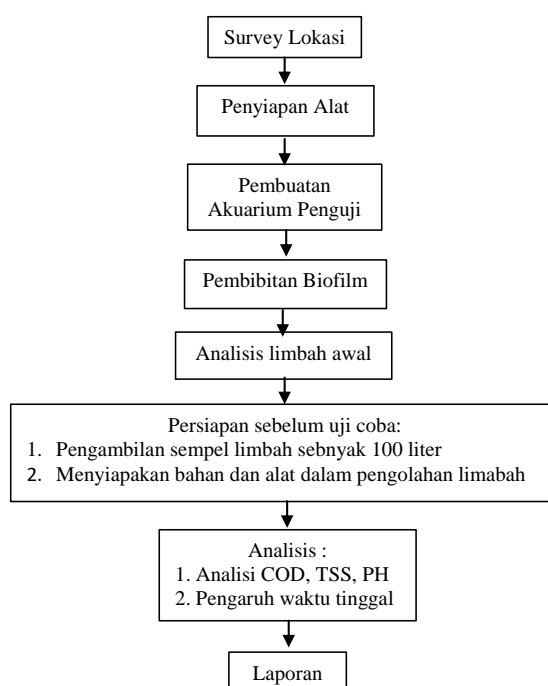 Survey Lokasi
Penyiapan Alat
Pembuatan
Akuarium Penguji
Pembibitan Biofilm
Analisis limbah awal
Persiapan sebelum uji coba:
1. Pengambilan sempel limbah sebnyak 100 liter
2. Menyiapakan bahan dan alat dalam pengolahan limabah
Analisis :
1. Analisi COD, TSS, PH
2. Pengaruh waktu tinggal
Laporan